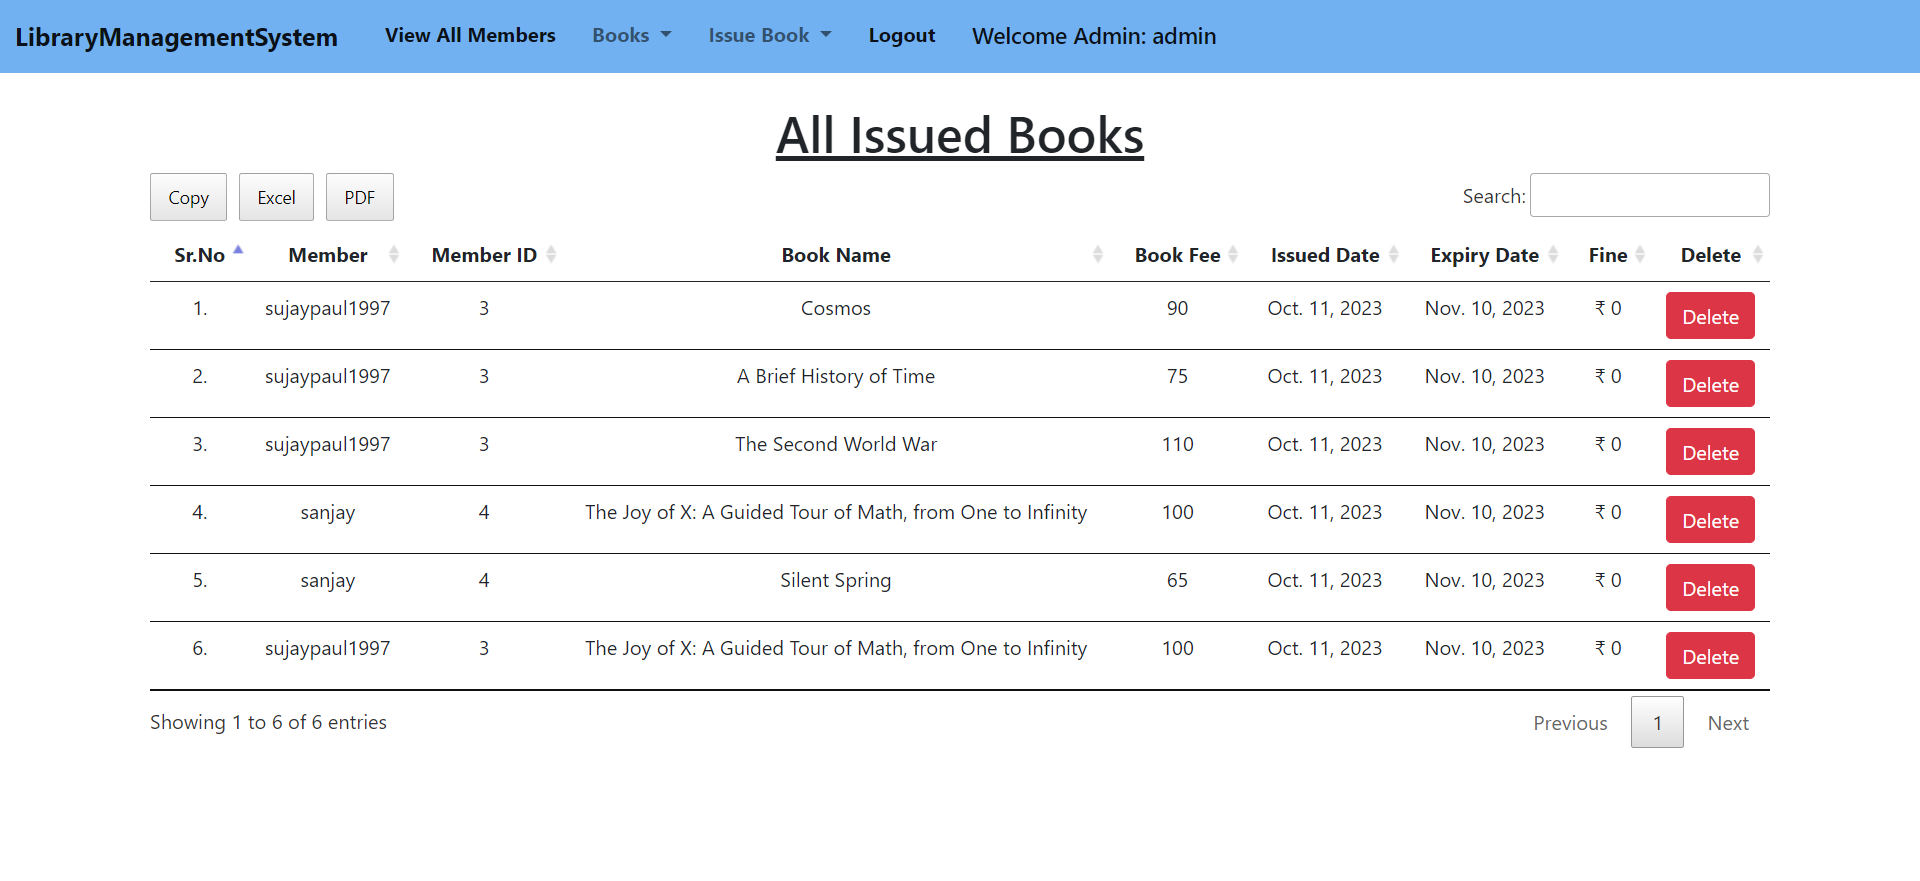 LibraryManagementSystem View All Members Books Issue Book Logout Welcome Admin: admin
All Issued Books
Copy Excel PDF Search:
Sr.No Member Member ID Book Name Book Fee Issued Date Expiry Date Fine Delete
1. sujaypaul1997 3 Cosmos 90 Oct. 11, 2023 Nov. 10, 2023 ₹ 0 Delete
2. sujaypaul1997 3 A Brief History of Time 75 Oct. 11, 2023 Nov. 10, 2023 ₹ 0 Delete
3. sujaypaul1997 3 The Second World War 110 Oct. 11, 2023 Nov. 10, 2023 ₹ 0 Delete
4. sanjay 4 The Joy of X: A Guided Tour of Math, from One to Infinity 100 Oct. 11, 2023 Nov. 10, 2023 ₹ 0 Delete
5. sanjay 4 Silent Spring 65 Oct. 11, 2023 Nov. 10, 2023 ₹ 0 Delete
6. sujaypaul1997 3 The Joy of X: A Guided Tour of Math, from One to Infinity 100 Oct. 11, 2023 Nov. 10, 2023 ₹ 0 Delete
Showing 1 to 6 of 6 entries Previous 1 Next